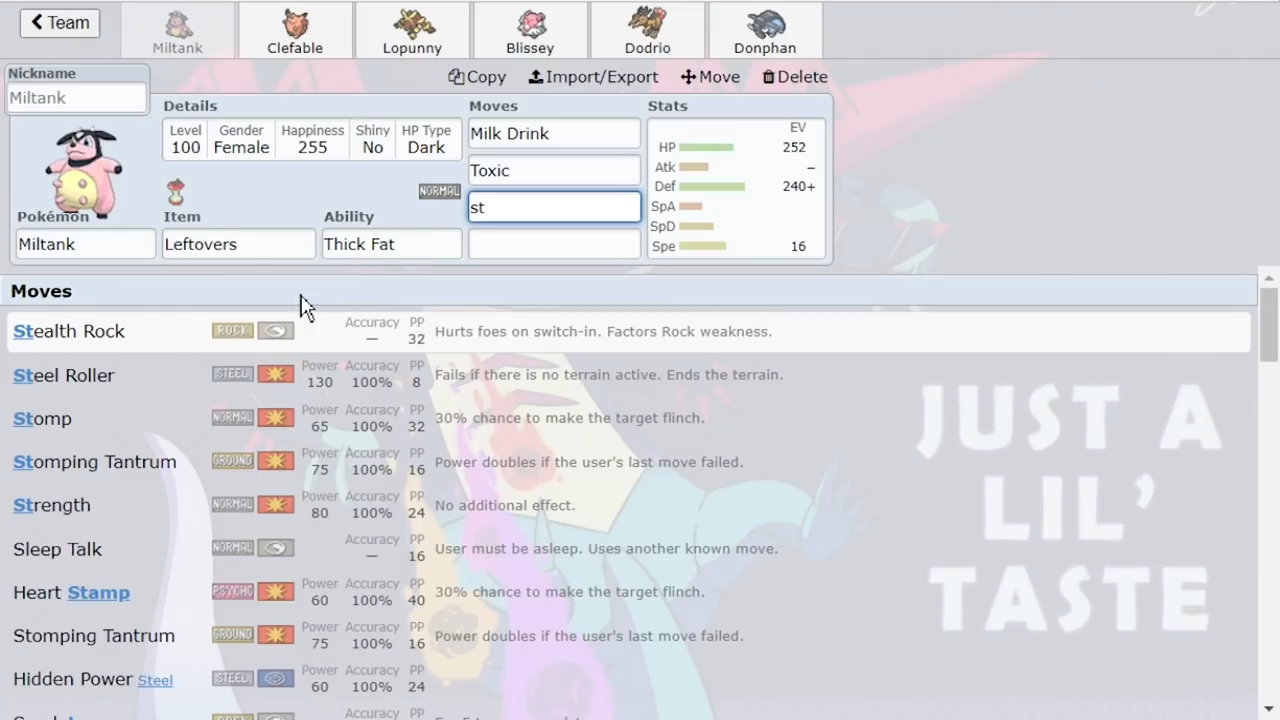 Team
Miltank
Clefable
Lopunny
Blissey
Dodrio
Donphan
Nickname
Miltank
Copy
Import/Export
Move
Delete
Details
Moves
Stats
Level
100
Gender
Female
Happiness
255
Shiny
No
HP Type
Dark
NORMAL
Pokémon
Miltank
Item
Leftovers
Ability
Thick Fat
Milk Drink
Toxic
st
EV
HP 252
Atk –
Def 240+
SpA
SpD
Spe 16
Moves
Stealth Rock ROCK Accuracy — PP 32 Hurts foes on switch-in. Factors Rock weakness.
Steel Roller STEEL Power 130 Accuracy 100% PP 8 Fails if there is no terrain active. Ends the terrain.
Stomp NORMAL Power 65 Accuracy 100% PP 32 30% chance to make the target flinch.
Stomping Tantrum GROUND Power 75 Accuracy 100% PP 16 Power doubles if the user's last move failed.
Strength NORMAL Power 80 Accuracy 100% PP 24 No additional effect.
Sleep Talk NORMAL Accuracy — PP 16 User must be asleep. Uses another known move.
Heart Stamp PSYCHC Power 60 Accuracy 100% PP 40 30% chance to make the target flinch.
Stomping Tantrum GROUND Power 75 Accuracy 100% PP 16 Power doubles if the user's last move failed.
Hidden Power Steel STEEL Power 60 Accuracy 100% PP 24
JUST A
LIL'
TASTE